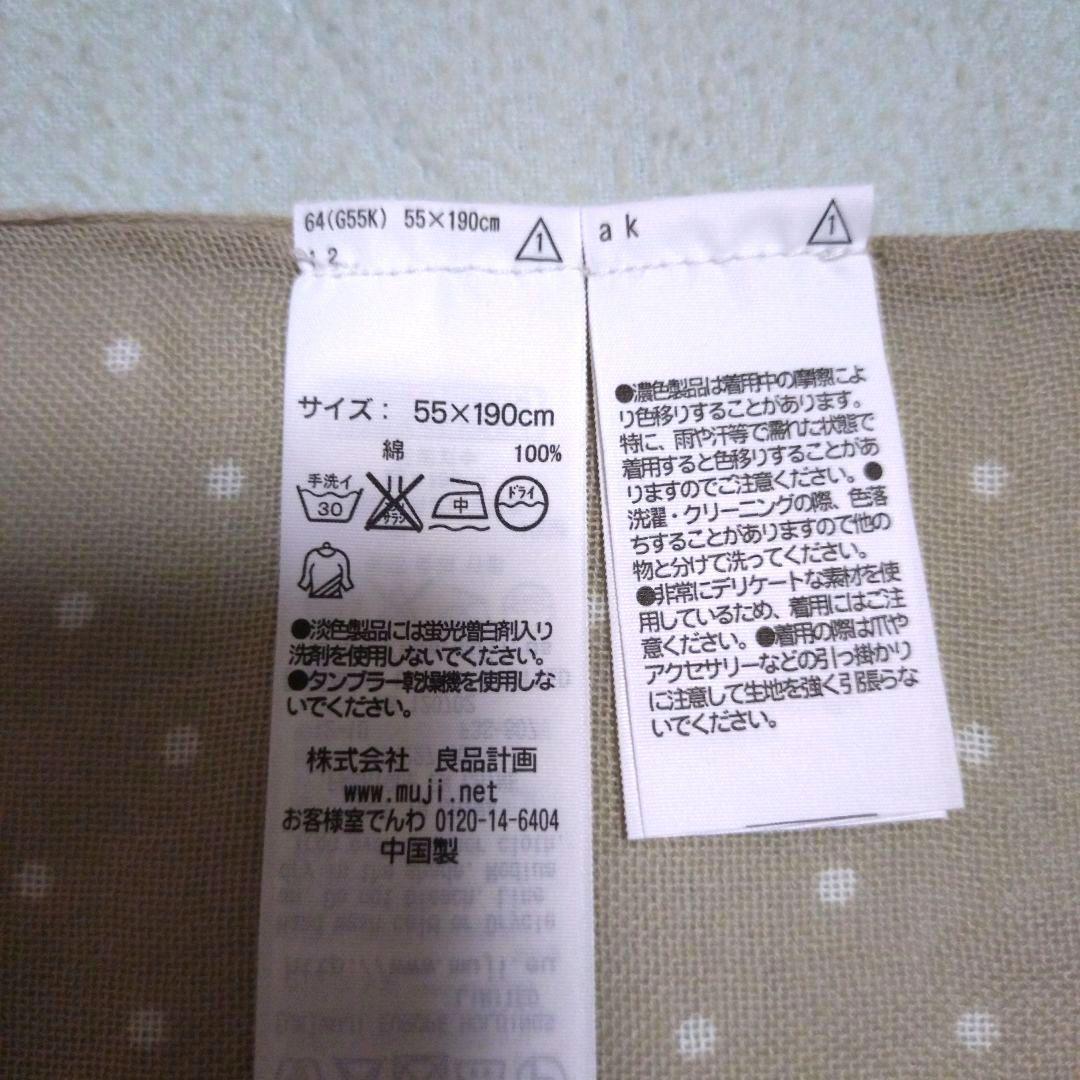 64(G55K) 55×190cm
1
2
サイズ： 55×190cm
綿 100%
手洗イ
30
中
ドライ
●淡色製品には蛍光増白剤入り
洗剤を使用しないでください。
●タンブラー乾燥機を使用しな
いでください。
株式会社 良品計画
www.muji.net
お客様室でんわ 0120-14-6404
中国製
http://www.muji.eu
LIMITED
ak
1
●濃色製品は着用中の摩擦によ
り色移りすることがあります。
特に、雨や汗等で濡れた状態で
着用すると色移りすることがあ
りますのでご注意ください。●
洗濯・クリーニングの際、色落
ちすることがありますので他の
物と分けて洗ってください。
●非常にデリケートな素材を使
用しているため、着用にはご注
意ください。●着用の際は爪や
アクセサリーなどの引っ掛かり
に注意して生地を強く引張らな
いでください。